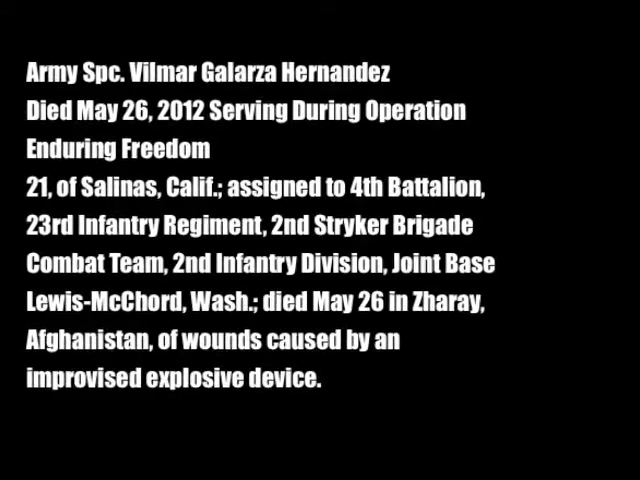 Army Spc. Vilmar Galarza Hernandez
Died May 26, 2012 Serving During Operation
Enduring Freedom
21, of Salinas, Calif.; assigned to 4th Battalion,
23rd Infantry Regiment, 2nd Stryker Brigade
Combat Team, 2nd Infantry Division, Joint Base
Lewis-McChord, Wash.; died May 26 in Zharay,
Afghanistan, of wounds caused by an
improvised explosive device.